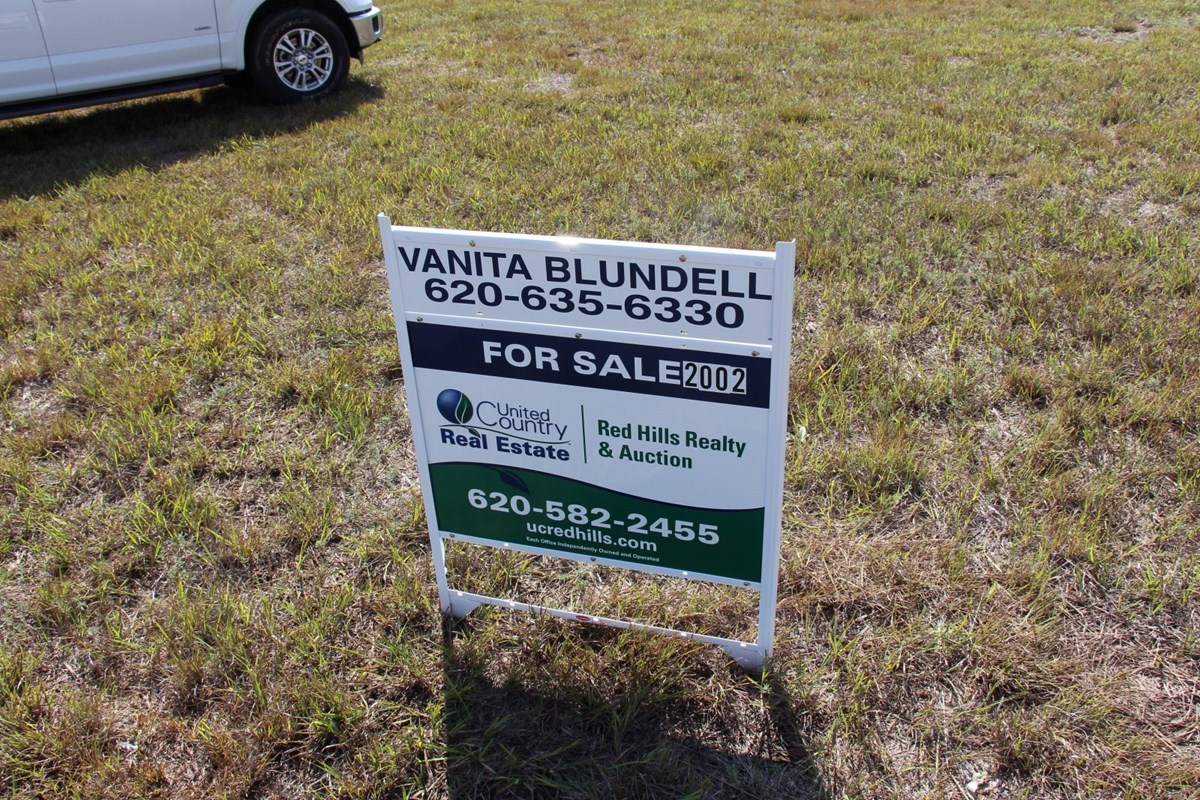 VANITA BLUNDELL
620-635-6330
FOR SALE 2002
United
Country
Real Estate
Red Hills Realty
& Auction
620-582-2455
ucredhills.com
Each Office Independently Owned and Operated